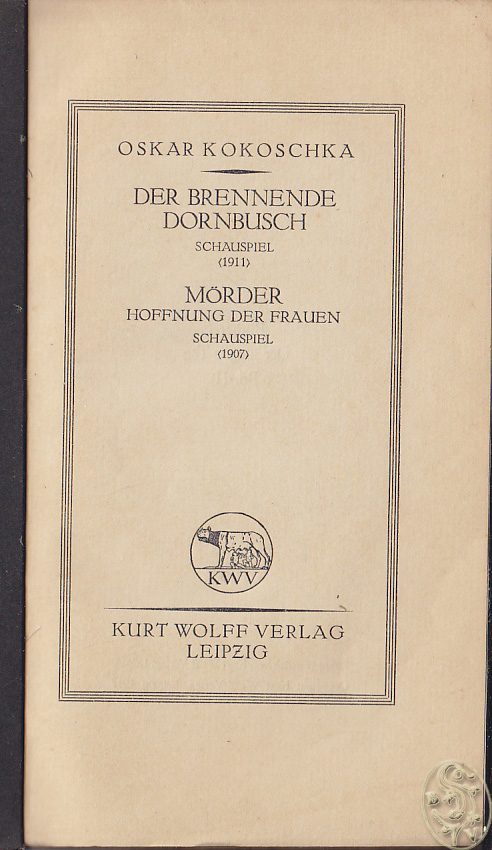 OSKAR KOKOSCHKA
DER BRENNENDE
DORNBUSCH
SCHAUSPIEL
⟨1911⟩
MÖRDER
HOFFNUNG DER FRAUEN
SCHAUSPIEL
⟨1907⟩
KWV
KURT WOLFF VERLAG
LEIPZIG